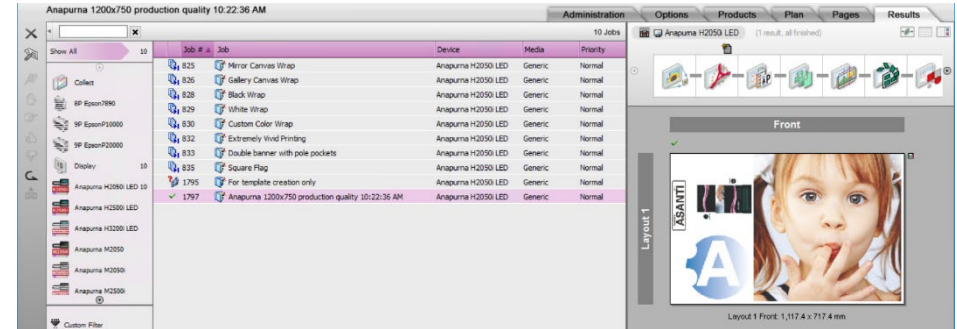 Anapurna 1200x750 production quality 10:22:36 AM
Administration Options Products Plan Pages Results
10 Jobs
Anapurna H2050i LED (1 result, all finished)
Show All 10
Collect
8P Epson7890
9P EpsonP10000
9P EpsonP20000
Display 10
Anapurna H2050i LED 10
Anapurna H2500i LED
Anapurna H3200i LED
Anapurna M2050
Anapurna M2050i
Anapurna M2500i
Custom Filter
Job # Job Device Media Priority
825 Mirror Canvas Wrap Anapurna H2050i LED Generic Normal
826 Gallery Canvas Wrap Anapurna H2050i LED Generic Normal
828 Black Wrap Anapurna H2050i LED Generic Normal
829 White Wrap Anapurna H2050i LED Generic Normal
830 Custom Color Wrap Anapurna H2050i LED Generic Normal
832 Extremely Vivid Printing Anapurna H2050i LED Generic Normal
833 Double banner with pole pockets Anapurna H2050i LED Generic Normal
835 Square Flag Anapurna H2050i LED Generic Normal
1795 For template creation only Anapurna H2050i LED Generic Normal
1797 Anapurna 1200x750 production quality 10:22:36 AM Anapurna H2050i LED Generic Normal
Front
Layout 1
ASANTI
A
Layout 1 Front: 1,117.4 x 717.4 mm